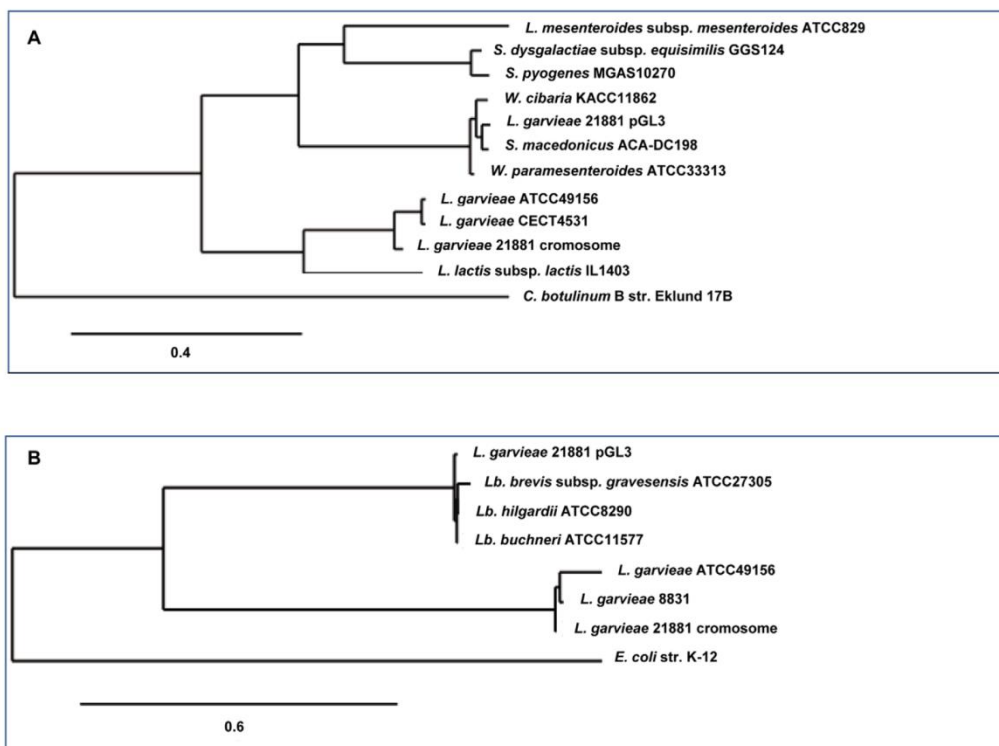 A
L. mesenteroides subsp. mesenteroides ATCC829
S. dysgalactiae subsp. equisimilis GGS124
S. pyogenes MGAS10270
W. cibaria KACC11862
L. garvieae 21881 pGL3
S. macedonicus ACA-DC198
W. paramesenteroides ATCC33313
L. garvieae ATCC49156
L. garvieae CECT4531
L. garvieae 21881 cromosome
L. lactis subsp. lactis IL1403
C. botulinum B str. Eklund 17B
0.4
B
L. garvieae 21881 pGL3
Lb. brevis subsp. gravesensis ATCC27305
Lb. hilgardii ATCC8290
Lb. buchneri ATCC11577
L. garvieae ATCC49156
L. garvieae 8831
L. garvieae 21881 cromosome
E. coli str. K-12
0.6